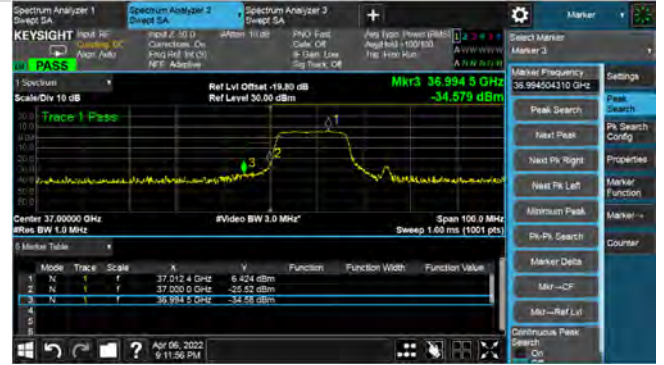 Spectrum Analyzer 1
Swept SA
Spectrum Analyzer 2
Swept SA
Spectrum Analyzer 3
Swept SA
+
Marker
KEYSIGHT Input: RF
Coupling: DC
Align: Auto
Input Z: 50 Ω
Corrections: On
Freq Ref: Int (S)
NFE: Adaptive
#Atten: 10 dB
PNO: Fast
Gate: Off
IF Gain: Low
Sig Track: Off
Avg Type: Power (RMS)
Avg|Hold: >100/100
Trig: Free Run
PASS
Select Marker
Marker 3
1 Spectrum
Scale/Div 10 dB
Ref Lvl Offset -19.80 dB
Ref Level 30.00 dBm
Mkr3 36.994 5 GHz
-34.579 dBm
Trace 1 Pass
1
2
3
Center 37.00000 GHz
#Res BW 1.0 MHz
#Video BW 3.0 MHz*
Span 100.0 MHz
Sweep 1.60 ms (1001 pts)
5 Marker Table
Mode Trace Scale X Y Function Function Width Function Value
1 N 1 f 37.012 4 GHz 6.424 dBm
2 N 1 f 37.000 0 GHz -25.52 dBm
3 N 1 f 36.994 5 GHz -34.58 dBm
4
5
6
Marker Frequency
36.994504310 GHz
Peak Search
Next Peak
Next Pk Right
Next Pk Left
Minimum Peak
Pk-Pk Search
Marker Delta
Mkr→CF
Mkr→Ref Lvl
Continuous Peak
Search
On
Off
Settings
Peak
Search
Pk Search
Config
Properties
Marker
Function
Marker→
Counter
?
Apr 06, 2022
9:11:56 PM